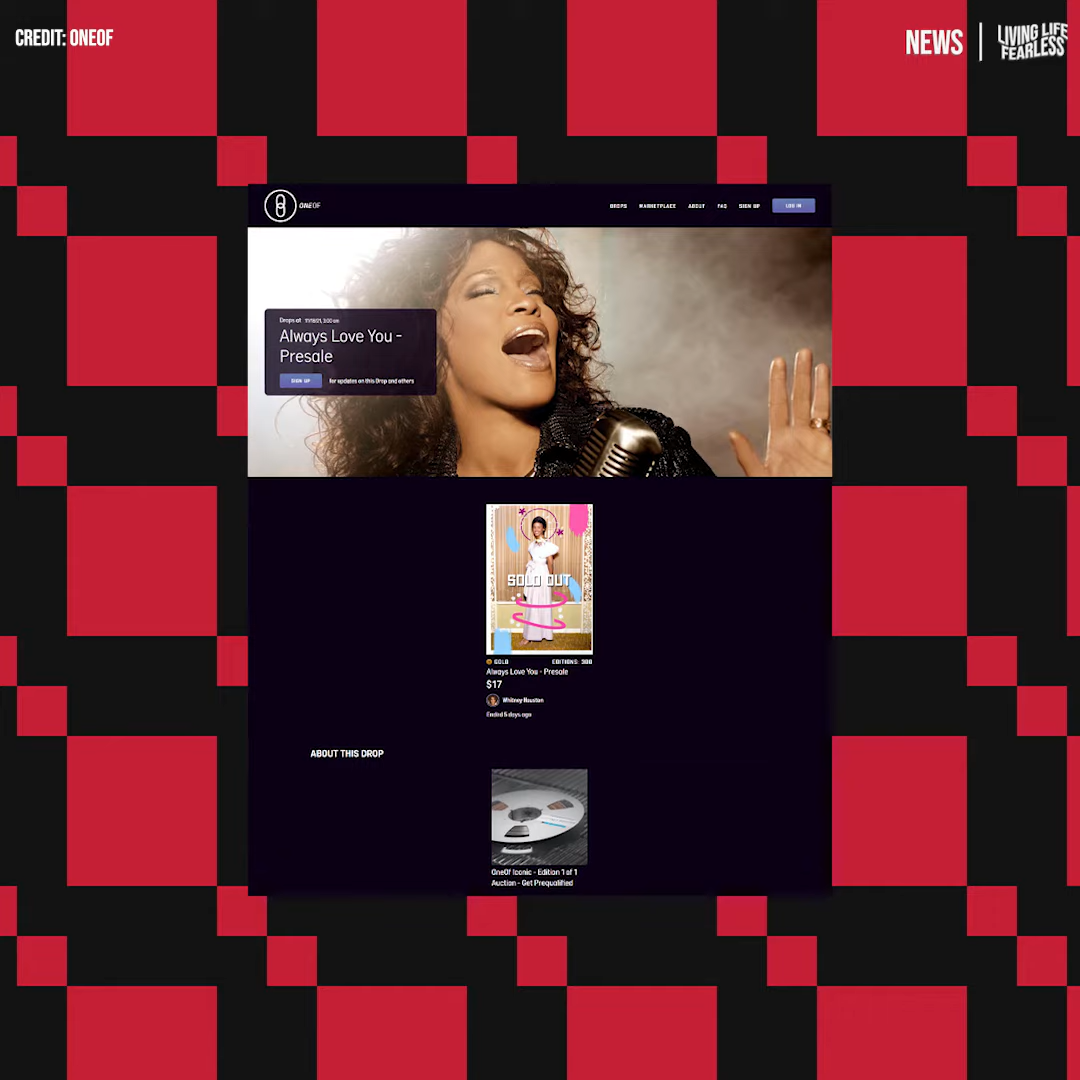 CREDIT: ONEOF
NEWS
LIVING LIFE
FEARLESS
ONEOF
DROPS
MARKETPLACE
ABOUT
FAQ
SIGN UP
LOG IN
Drops at
Always Love You -
Presale
SIGN UP
for updates on this Drop and others
SOLD OUT
GOLD
EDITIONS: 300
Always Love You - Presale
$17
Whitney Houston
Ended 5 days ago
ABOUT THIS DROP
OneOf Iconic - Edition 1 of 1
Auction - Get Prequalified